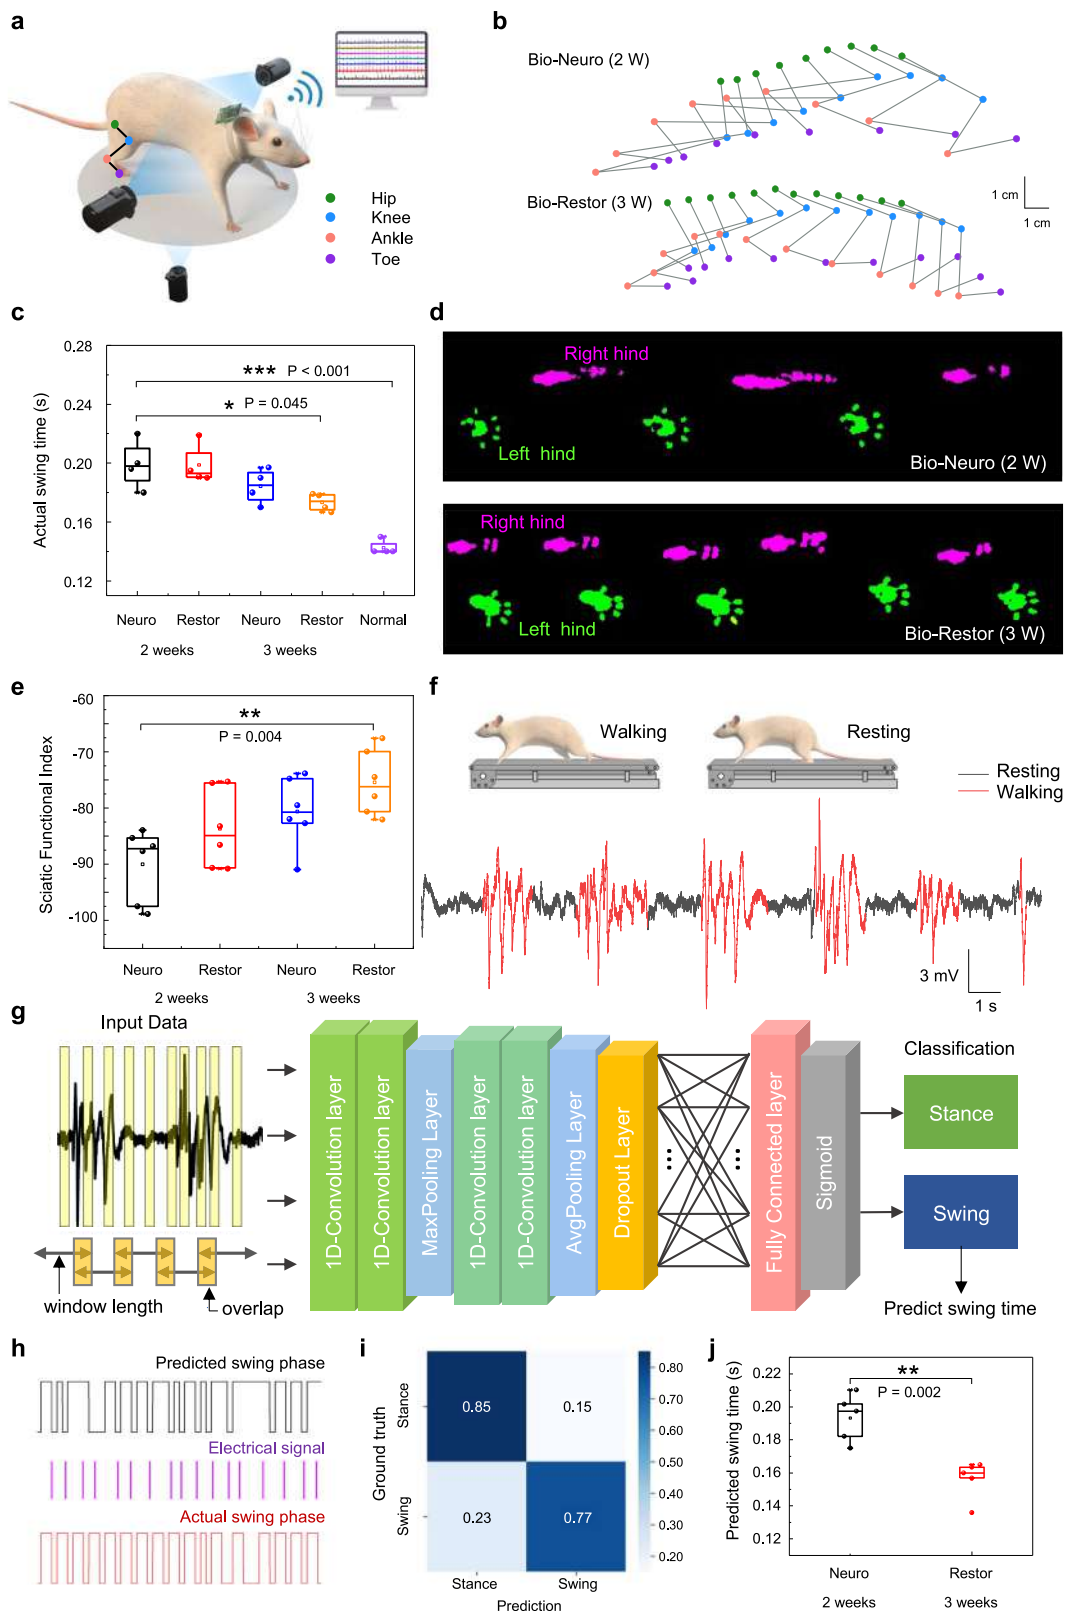 a
Hip
Knee
Ankle
Toe
b
Bio-Neuro (2 W)
Bio-Restor (3 W)
1 cm
1 cm
c
Actual swing time (s)
0.28
0.24
0.20
0.16
0.12
*** P < 0.001
* P = 0.045
Neuro Restor Neuro Restor Normal
2 weeks 3 weeks
d
Right hind
Left hind
Bio-Neuro (2 W)
Right hind
Left hind
Bio-Restor (3 W)
e
Sciatic Functional Index
-60
-70
-80
-90
-100
**
P = 0.004
Neuro Restor Neuro Restor
2 weeks 3 weeks
f
Walking Resting
Resting
Walking
3 mV
1 s
g
Input Data
window length
overlap
1D-Convolution layer
1D-Convolution layer
MaxPooling Layer
1D-Convolution layer
1D-Convolution layer
AvgPooling Layer
Dropout Layer
Fully Connected layer
Sigmoid
Classification
Stance
Swing
Predict swing time
h
Predicted swing phase
Electrical signal
Actual swing phase
i
Ground truth
Stance
Swing
0.85 0.15
0.23 0.77
Stance Swing
Prediction
0.80
0.70
0.60
0.50
0.40
0.30
0.20
j
Predicted swing time (s)
0.22
0.20
0.18
0.16
0.14
0.12
**
P = 0.002
Neuro Restor
2 weeks 3 weeks